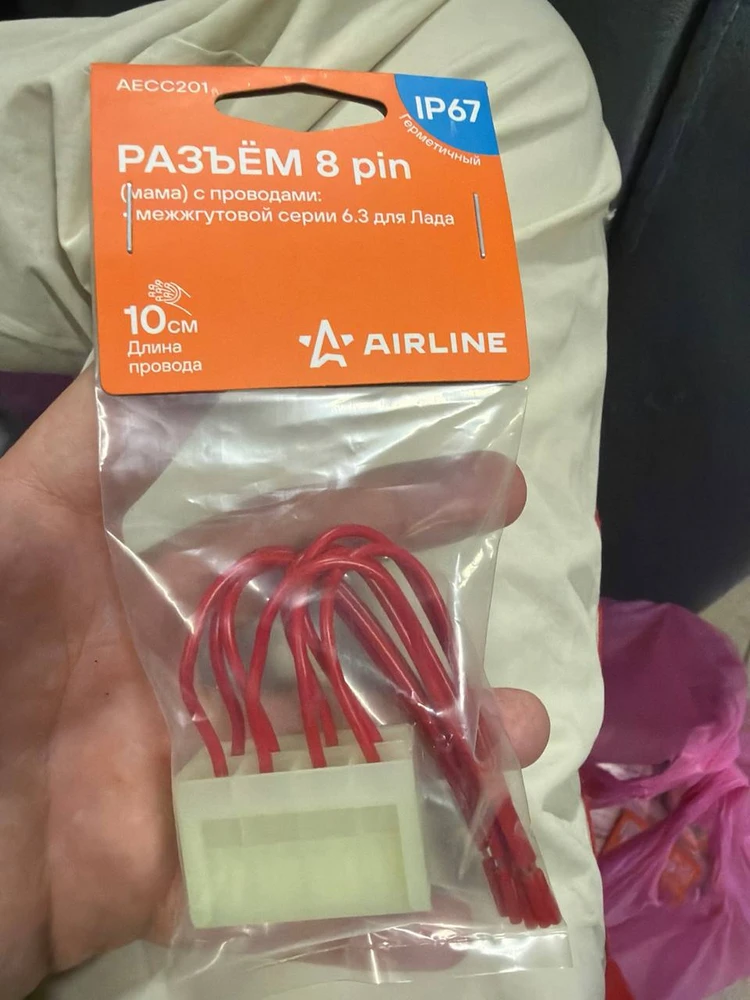 AECC201
IP67
Герметичный
РАЗЪЁМ 8 pin
(мама) с проводами:
• межжгутовой серии 6.3 для Лада
10см
Длина
провода
AIRLINE